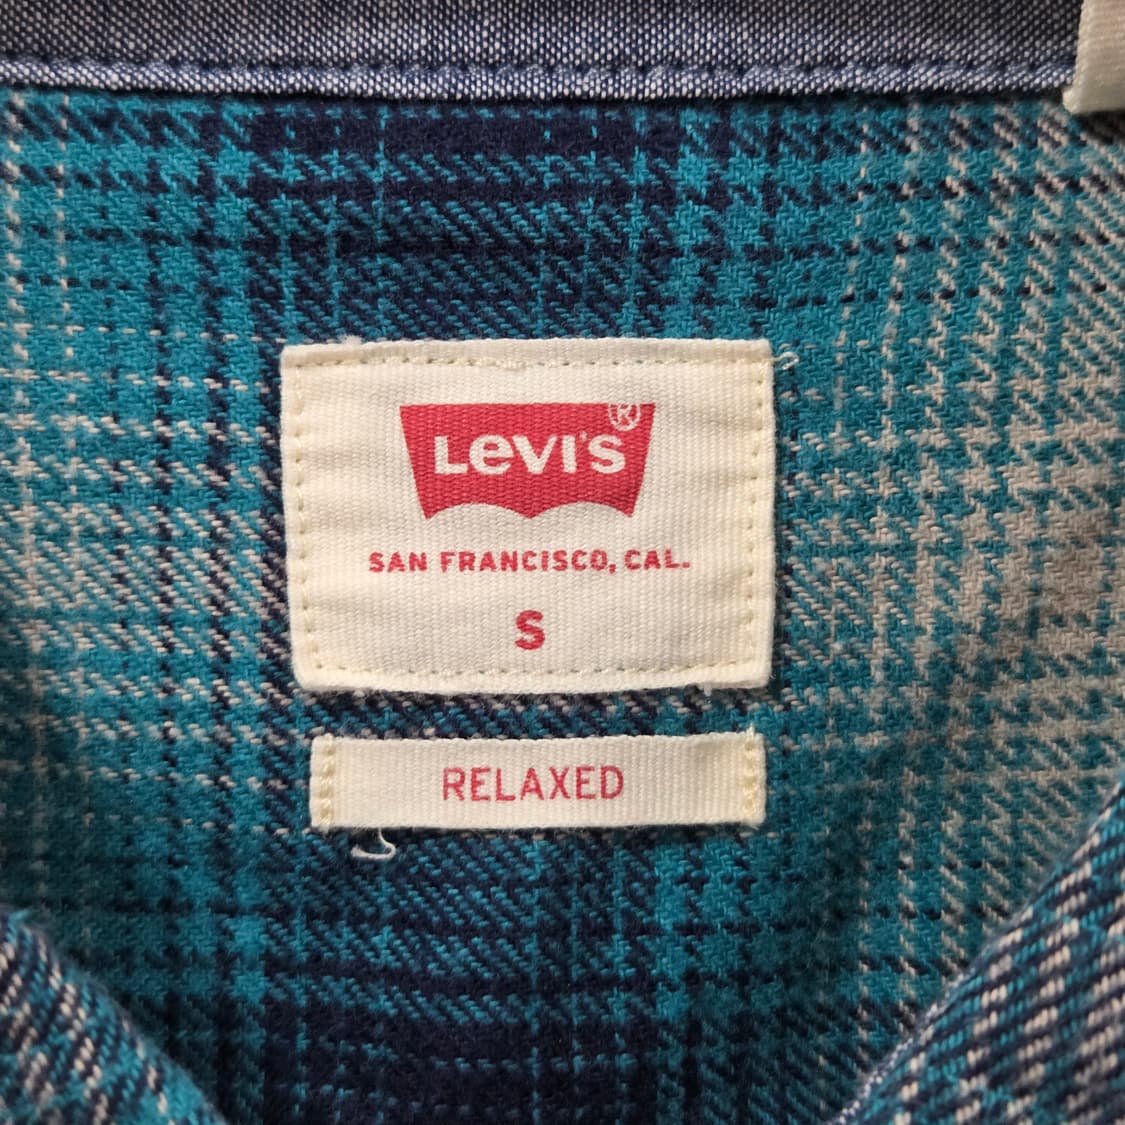 LEVI'S®
SAN FRANCISCO, CAL.
S
RELAXED